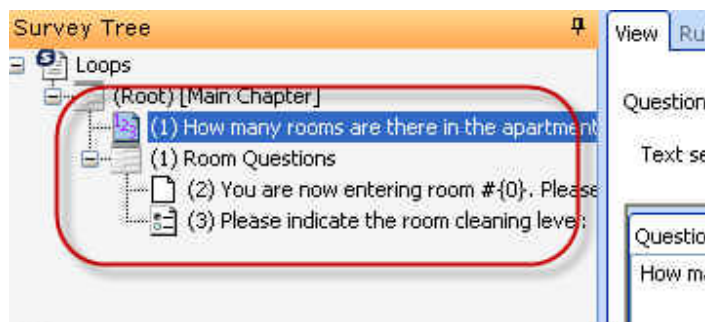 Survey Tree
View Ru
Loops
(Root) [Main Chapter]
Question
123
(1) How many rooms are there in the apartment
(1) Room Questions
Text se
(2) You are now entering room #{0}. Please
(3) Please indicate the room cleaning level:
Questio
How ma